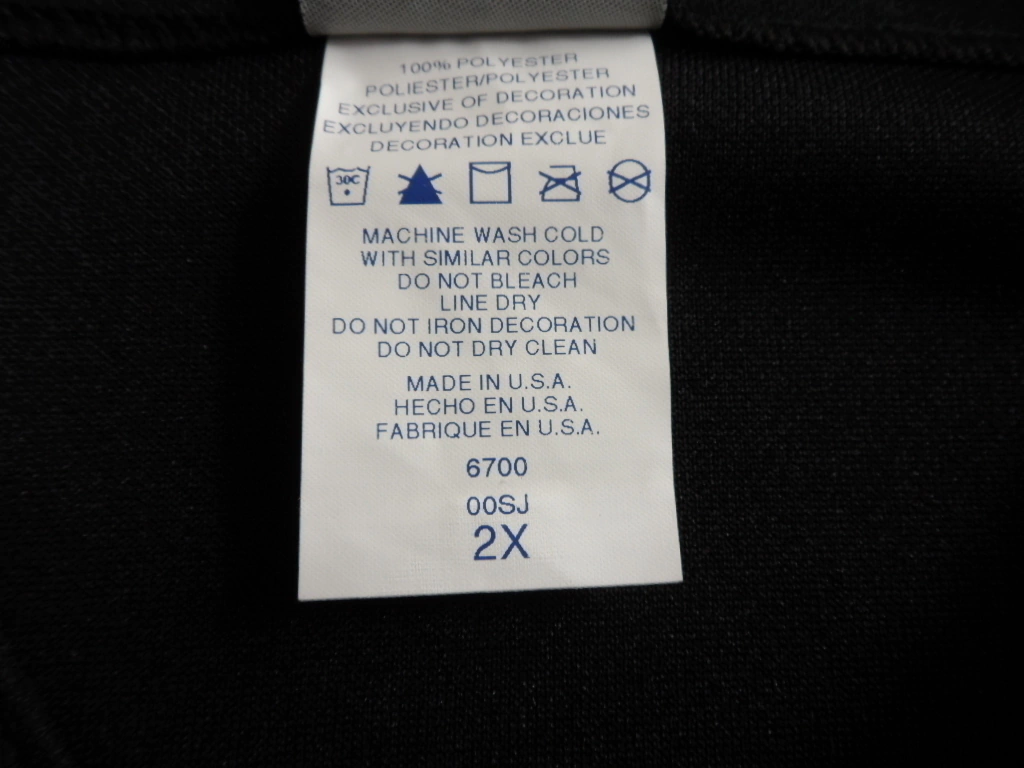 100% POLYESTER
POLIESTER/POLYESTER
EXCLUSIVE OF DECORATION
EXCLUYENDO DECORACIONES
DECORATION EXCLUE
30C
MACHINE WASH COLD
WITH SIMILAR COLORS
DO NOT BLEACH
LINE DRY
DO NOT IRON DECORATION
DO NOT DRY CLEAN
MADE IN U.S.A.
HECHO EN U.S.A.
FABRIQUE EN U.S.A.
6700
00SJ
2X